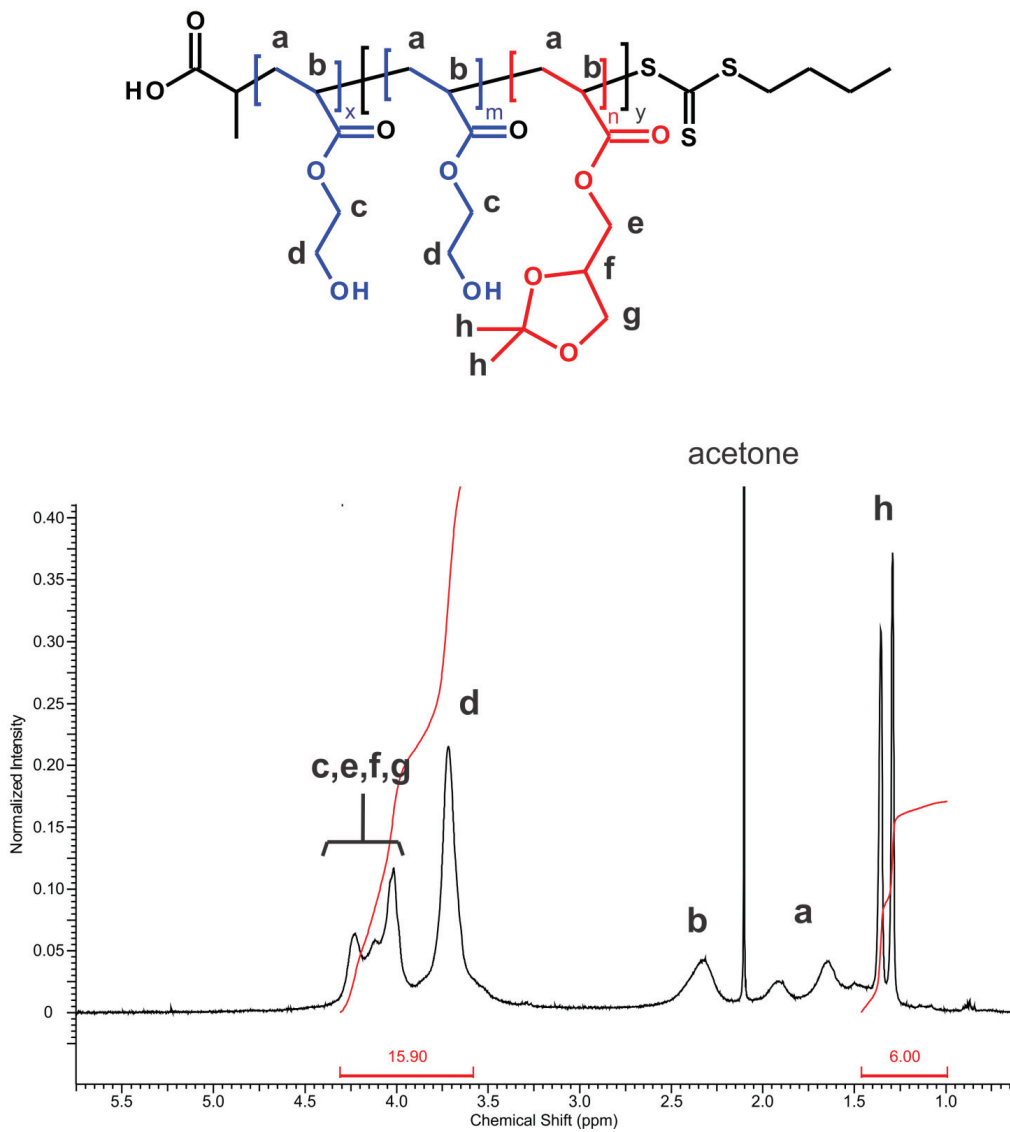 O
HO
a
b
x
O
O
c
d
OH
a
b
m
O
O
c
d
OH
a
b
n
y
O
O
e
f
g
O
O
h
h
S
S
S
acetone
h
d
c,e,f,g
b
a
Normalized Intensity
0.40
0.35
0.30
0.25
0.20
0.15
0.10
0.05
0
15.90
6.00
5.5 5.0 4.5 4.0 3.5 3.0 2.5 2.0 1.5 1.0
Chemical Shift (ppm)